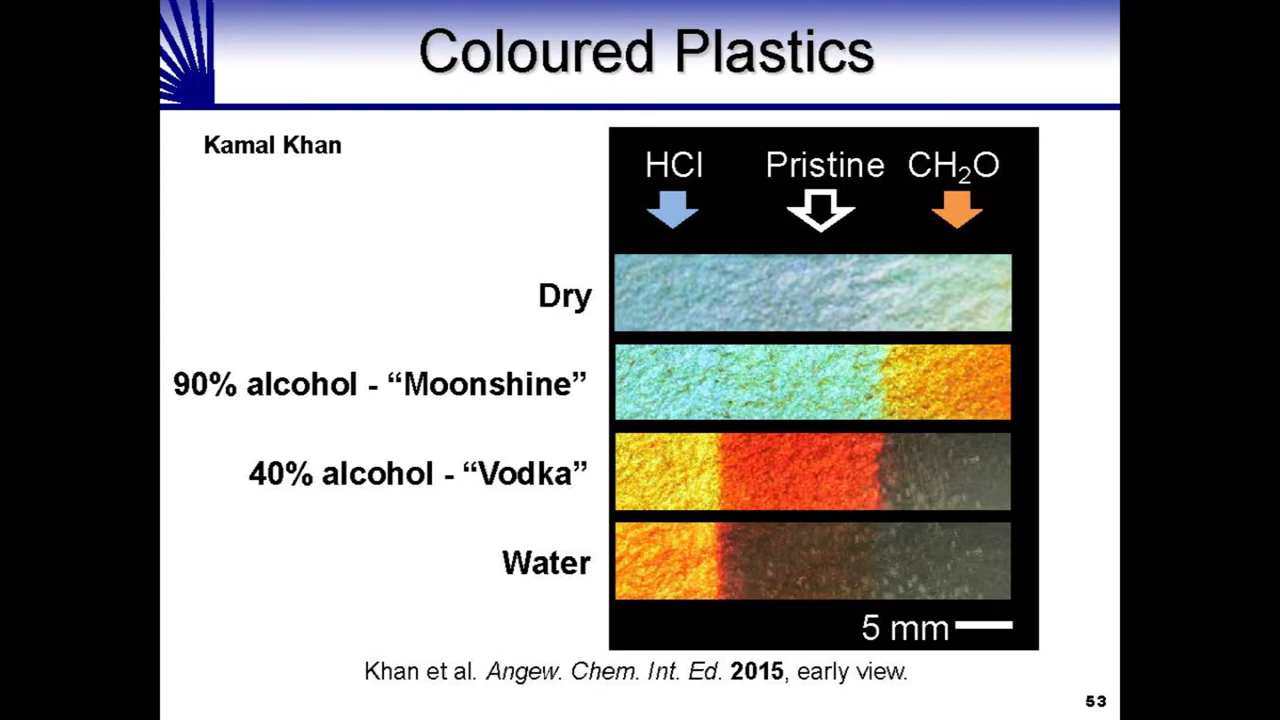 Coloured Plastics
Kamal Khan
HCl Pristine CH₂O
Dry
90% alcohol - “Moonshine”
40% alcohol - “Vodka”
Water
5 mm
Khan et al. Angew. Chem. Int. Ed. 2015, early view.
53